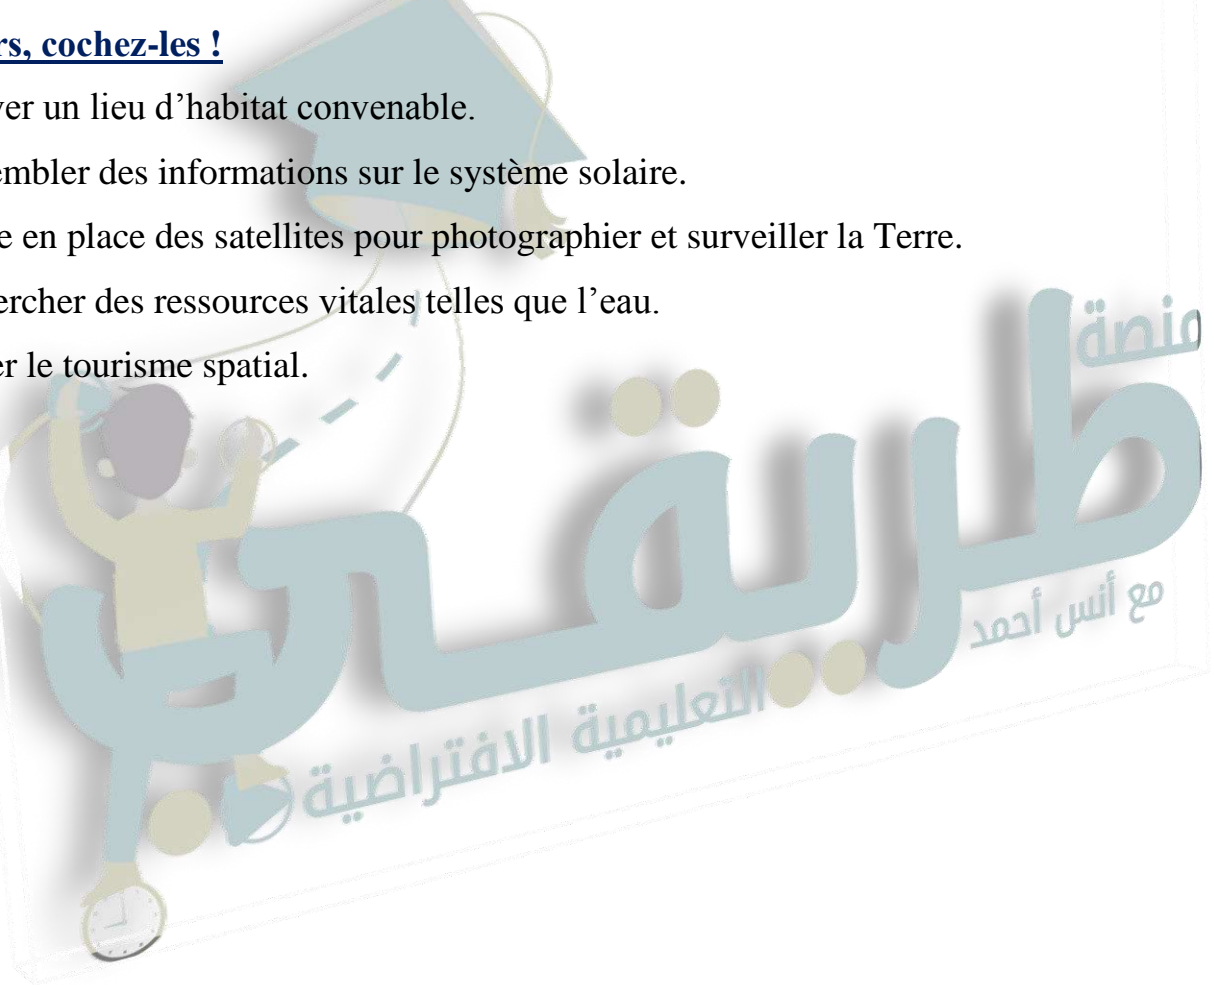 rs, cochez-les !
ver un lieu d’habitat convenable.
embler des informations sur le système solaire.
e en place des satellites pour photographier et surveiller la Terre.
ercher des ressources vitales telles que l’eau.
er le tourisme spatial.
منصة
طريقي
مع أنس أحمد
التعليمية الافتراضية